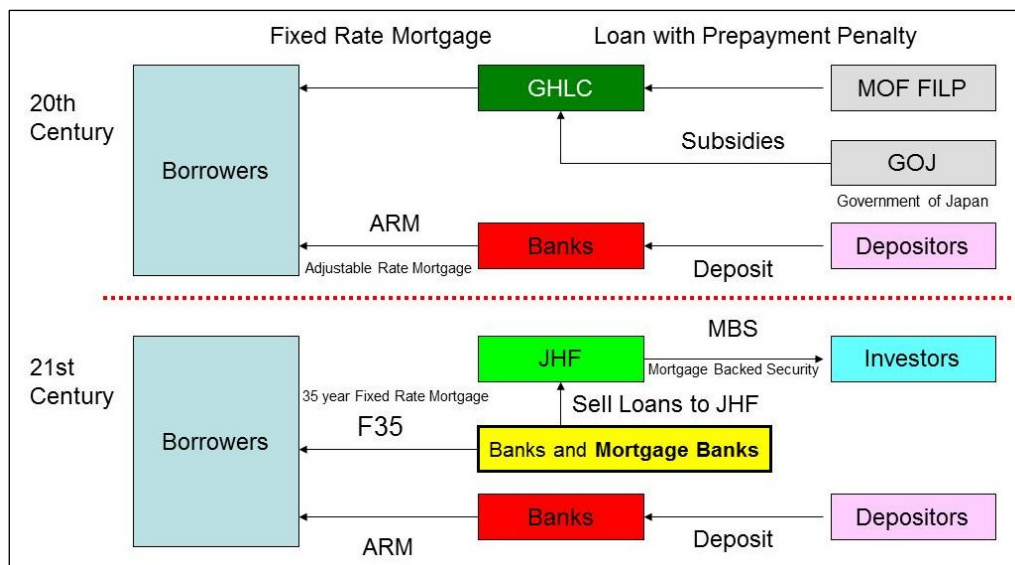 Fixed Rate Mortgage
Loan with Prepayment Penalty
20th
Century
Borrowers
GHLC
MOF FILP
Subsidies
GOJ
Government of Japan
ARM
Adjustable Rate Mortgage
Banks
Deposit
Depositors
21st
Century
Borrowers
MBS
JHF
Mortgage Backed Security
Investors
35 year Fixed Rate Mortgage
F35
Sell Loans to JHF
Banks and Mortgage Banks
ARM
Banks
Deposit
Depositors